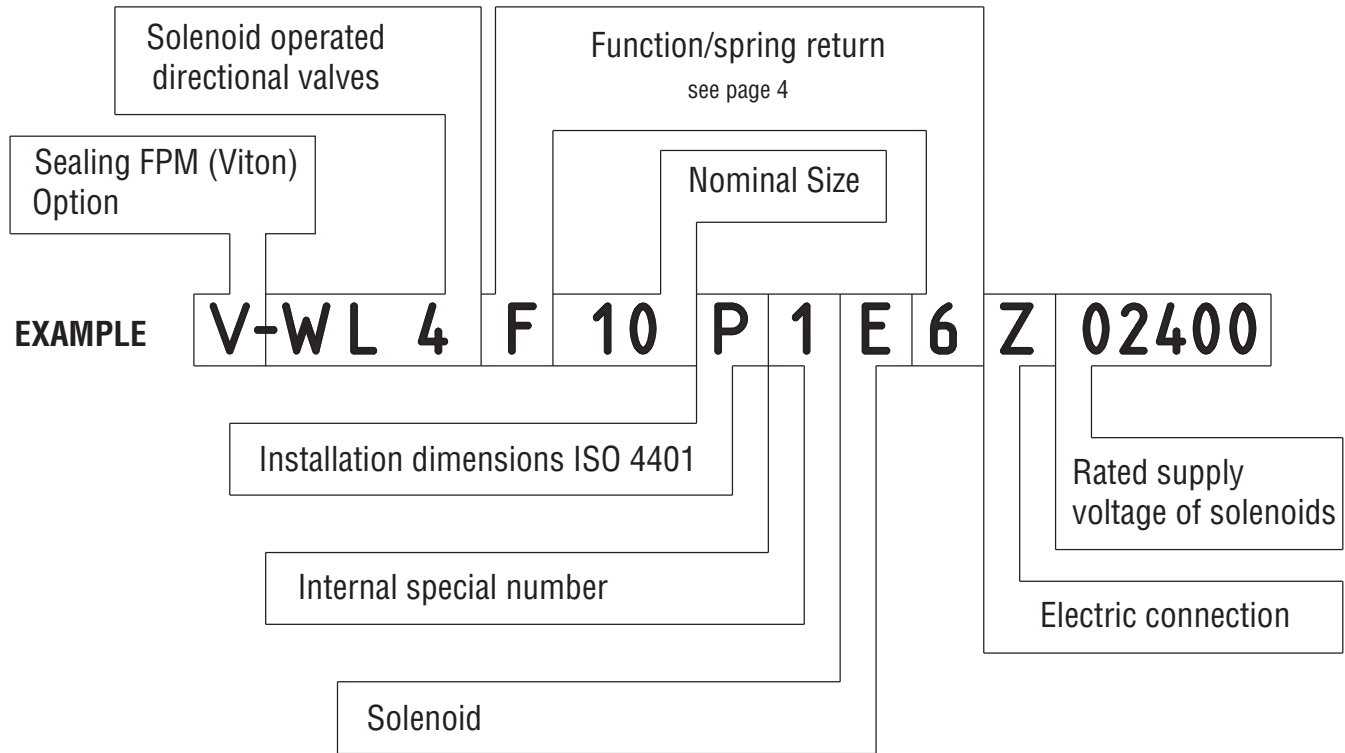 Solenoid operated
directional valves
Function/spring return
see page 4
Sealing FPM (Viton)
Option
Nominal Size
EXAMPLE
V-WL 4 F 10 P 1 E 6 Z 02400
Installation dimensions ISO 4401
Rated supply
voltage of solenoids
Internal special number
Electric connection
Solenoid